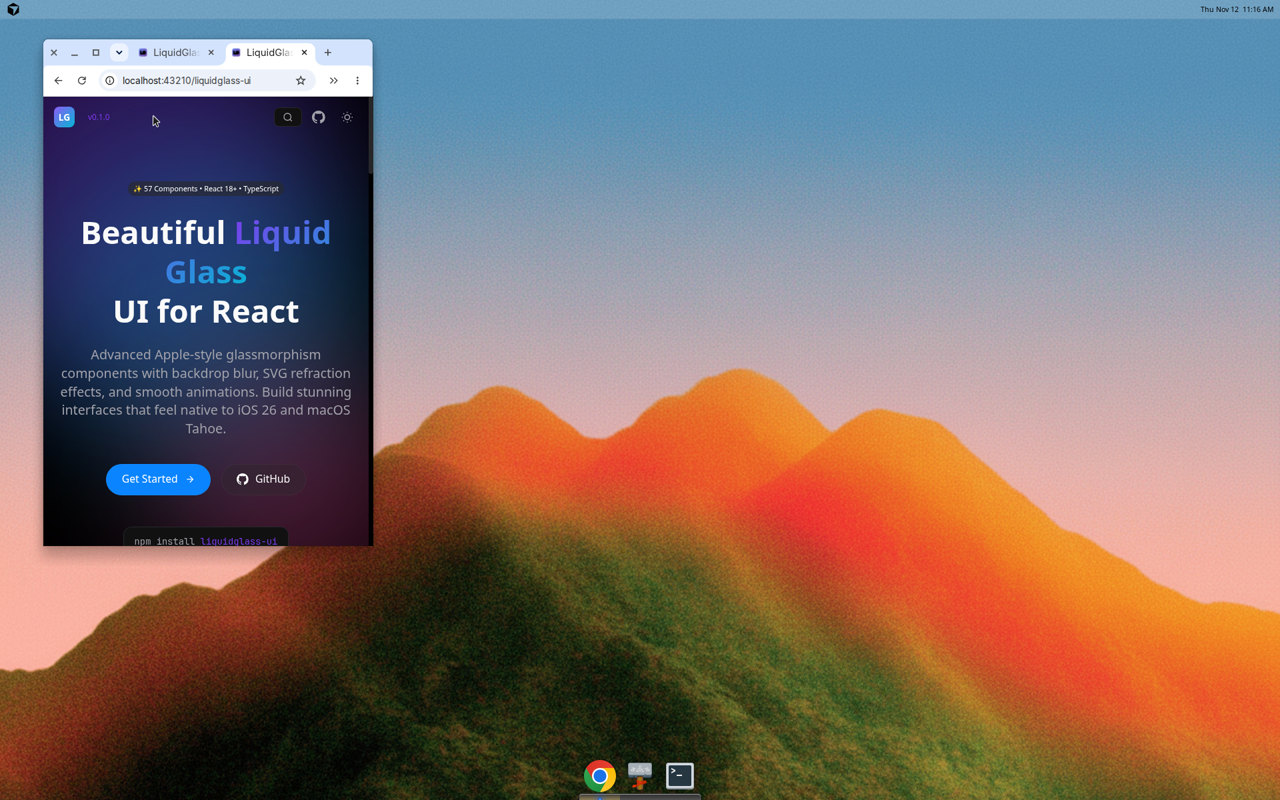 Thu Nov 12 11:16 AM
LiquidGla
LiquidGla
localhost:43210/liquidglass-ui
LG
v0.1.0
✨ 57 Components • React 18+ • TypeScript
Beautiful Liquid
Glass
UI for React
Advanced Apple-style glassmorphism
components with backdrop blur, SVG refraction
effects, and smooth animations. Build stunning
interfaces that feel native to iOS 26 and macOS
Tahoe.
Get Started →
GitHub
npm install liquidglass-ui